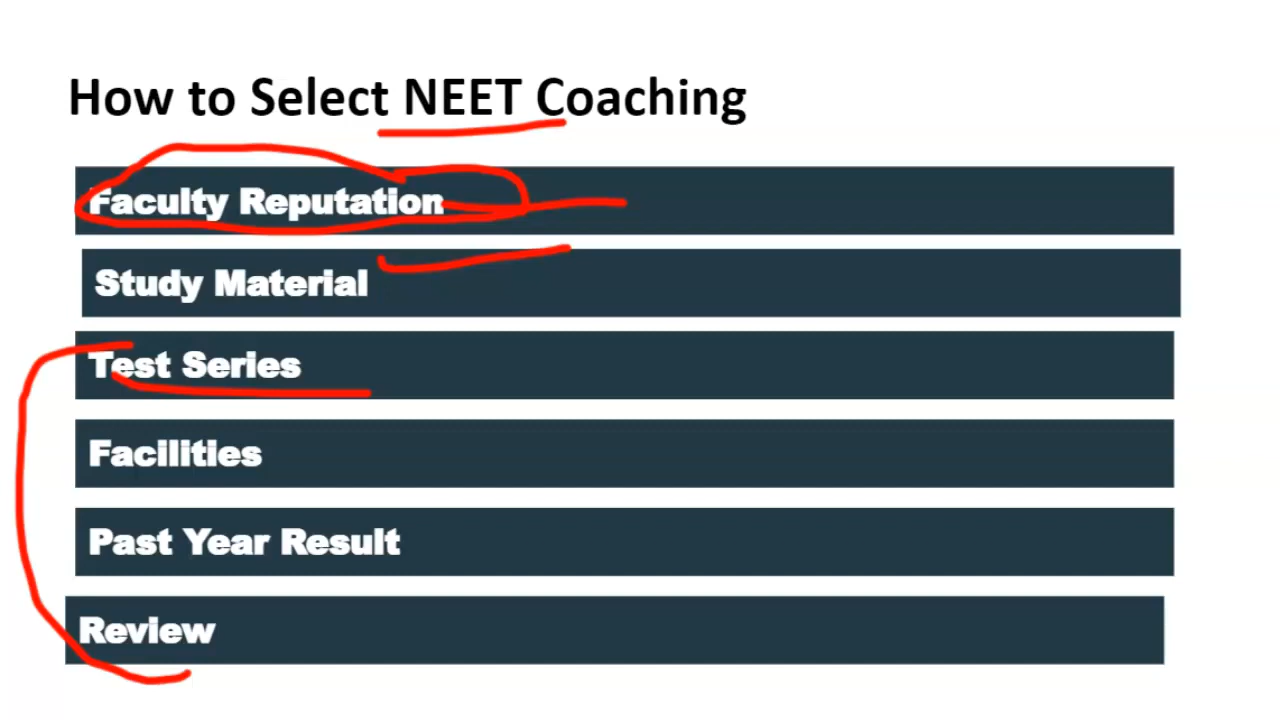 How to Select NEET Coaching
Faculty Reputation
Study Material
Test Series
Facilities
Past Year Result
Review